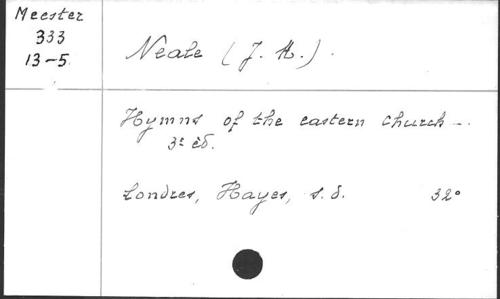 Meester
333
13-5
Neale (J. M.).
Hymns of the eastern church -.
3e éd.
Londres, Hayes, s. d. 32°